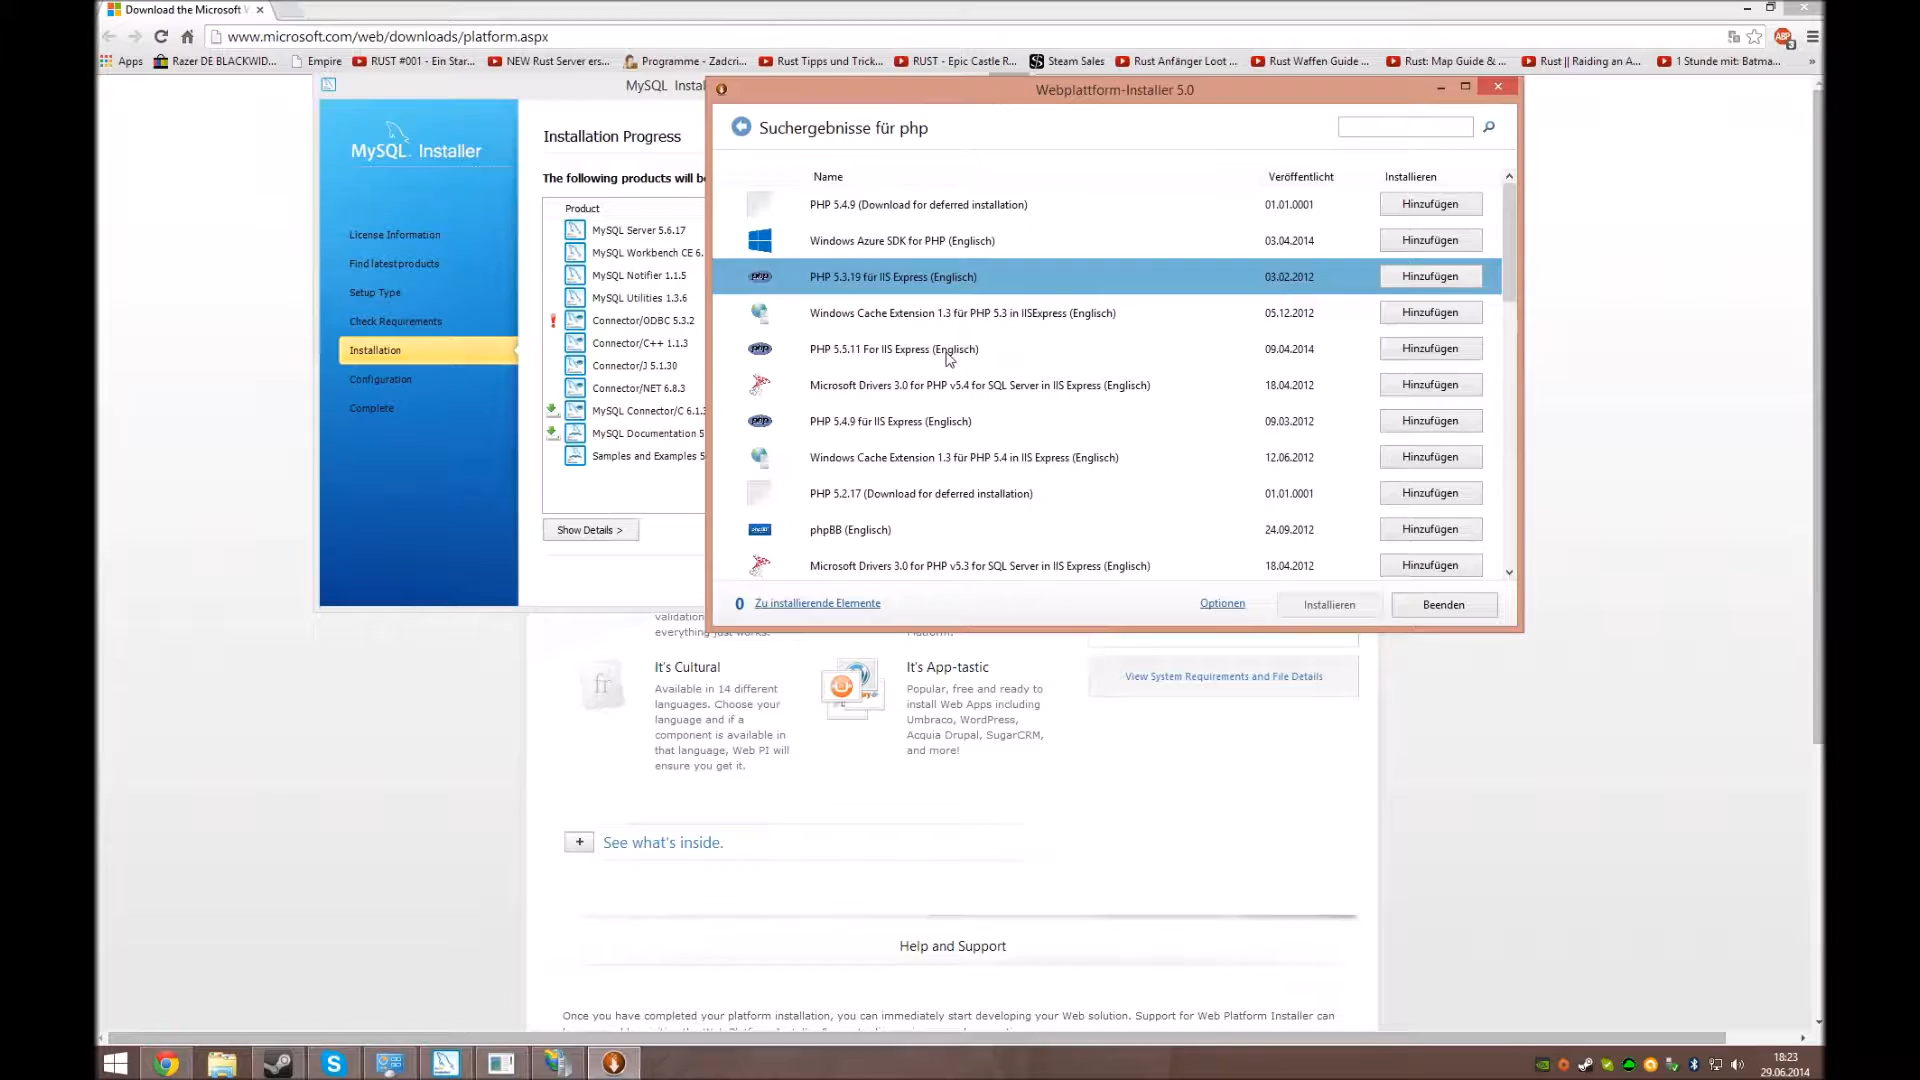 Download the Microsoft W
www.microsoft.com/web/downloads/platform.aspx
Apps
Razer DE BLACKWID...
Empire
RUST #001 - Ein Star...
NEW Rust Server ers...
Programme - Zadcri...
Rust Tipps und Trick...
RUST - Epic Castle R...
Steam Sales
Rust Anfänger Loot ...
Rust Waffen Guide ...
Rust: Map Guide & ...
Rust || Raiding an A...
1 Stunde mit: Batma...
»
MySQL Insta
MySQL Installer
License Information
Find latest products
Setup Type
Check Requirements
Installation
Configuration
Complete
Installation Progress
The following products will b
Product
MySQL Server 5.6.17
MySQL Workbench CE 6.
MySQL Notifier 1.1.5
MySQL Utilities 1.3.6
Connector/ODBC 5.3.2
Connector/C++ 1.1.3
Connector/J 5.1.30
Connector/NET 6.8.3
MySQL Connector/C 6.1.3
MySQL Documentation 5
Samples and Examples 5
Show Details >
Webplattform-Installer 5.0
Suchergebnisse für php
Name Veröffentlicht Installieren
PHP 5.4.9 (Download for deferred installation) 01.01.0001 Hinzufügen
Windows Azure SDK for PHP (Englisch) 03.04.2014 Hinzufügen
php PHP 5.3.19 für IIS Express (Englisch) 03.02.2012 Hinzufügen
Windows Cache Extension 1.3 für PHP 5.3 in IISExpress (Englisch) 05.12.2012 Hinzufügen
php PHP 5.5.11 For IIS Express (Englisch) 09.04.2014 Hinzufügen
Microsoft Drivers 3.0 for PHP v5.4 for SQL Server in IIS Express (Englisch) 18.04.2012 Hinzufügen
php PHP 5.4.9 für IIS Express (Englisch) 09.03.2012 Hinzufügen
Windows Cache Extension 1.3 für PHP 5.4 in IIS Express (Englisch) 12.06.2012 Hinzufügen
PHP 5.2.17 (Download for deferred installation) 01.01.0001 Hinzufügen
phpBB (Englisch) 24.09.2012 Hinzufügen
Microsoft Drivers 3.0 for PHP v5.3 for SQL Server in IIS Express (Englisch) 18.04.2012 Hinzufügen
0 Zu installierende Elemente
Optionen
Installieren
Beenden
validation
everything just works.
Platform.
fr
It's Cultural
Available in 14 different
languages. Choose your
language and if a
component is available in
that language, Web PI will
ensure you get it.
It's App-tastic
Popular, free and ready to
install Web Apps including
Umbraco, WordPress,
Acquia Drupal, SugarCRM,
and more!
View System Requirements and File Details
+ See what's inside.
Help and Support
Once you have completed your platform installation, you can immediately start developing your Web solution. Support for Web Platform Installer can
18:23
29.06.2014